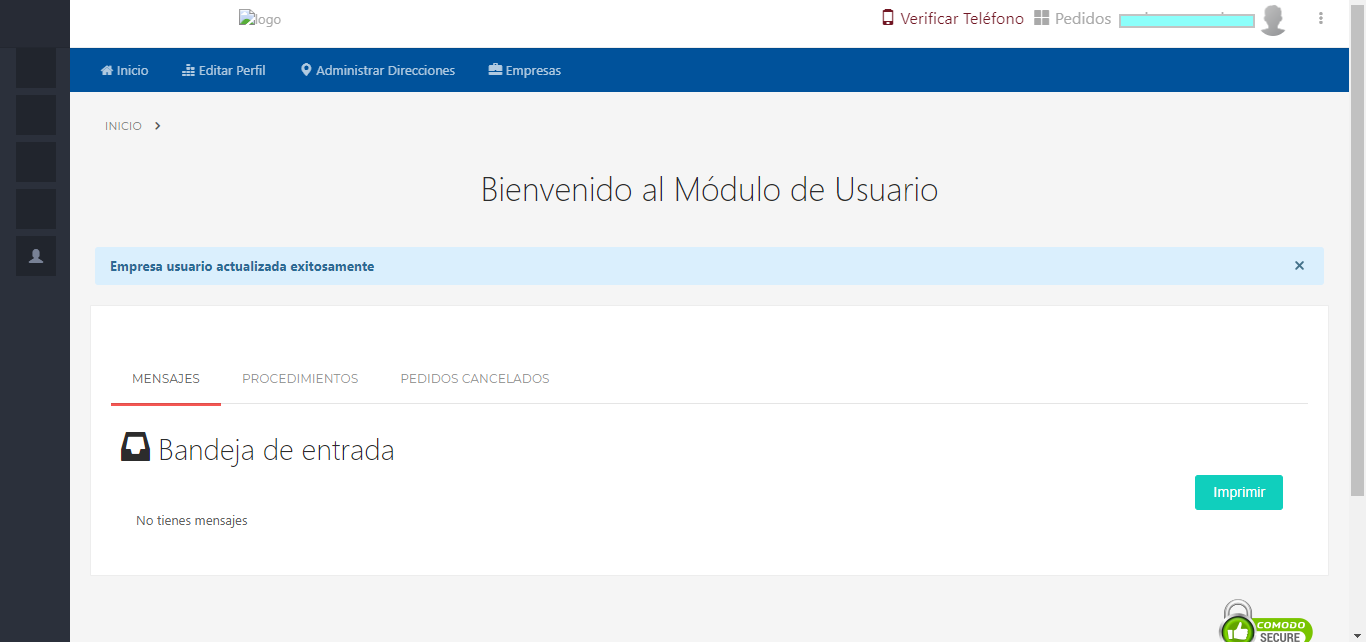 logo
Verificar Teléfono
Pedidos
Inicio
Editar Perfil
Administrar Direcciones
Empresas
INICIO
Bienvenido al Módulo de Usuario
Empresa usuario actualizada exitosamente
×
MENSAJES
PROCEDIMIENTOS
PEDIDOS CANCELADOS
Bandeja de entrada
Imprimir
No tienes mensajes
COMODO
SECURE